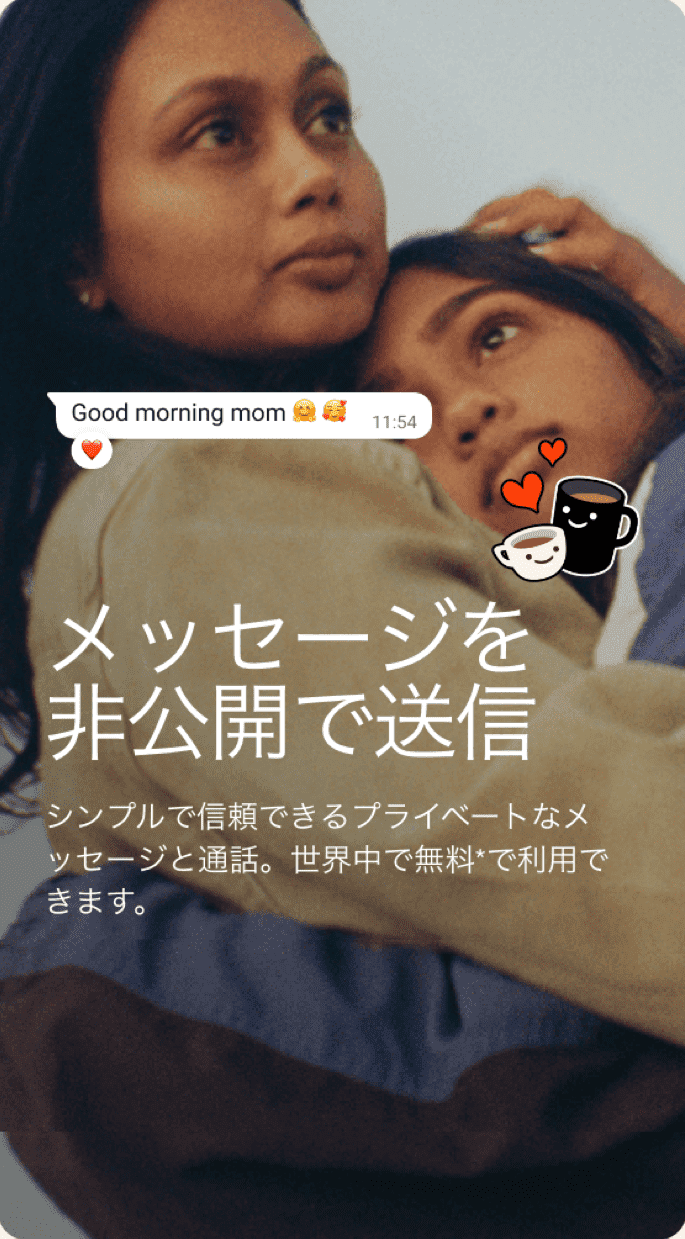 Good morning mom 🤗 🥰 11:54
メッセージを
非公開で送信
シンプルで信頼できるプライベートなメ
ッセージと通話。世界中で無料*で利用で
きます。